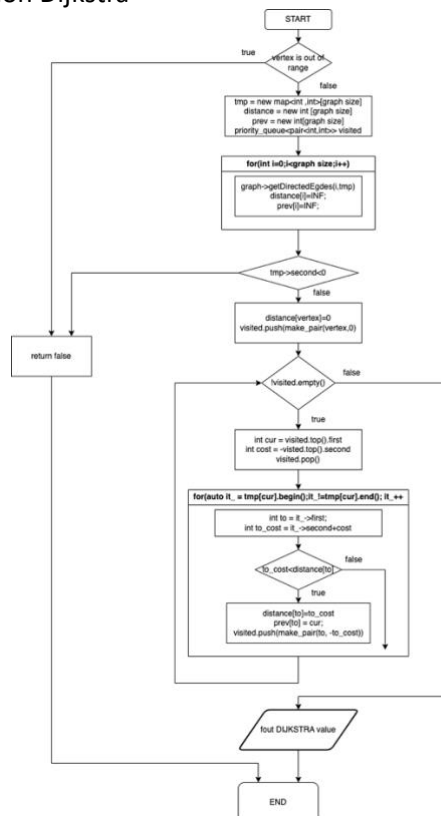 START
true
vertex is out of
range
false
tmp = new map<int ,int>[graph size]
distance = new int [graph size]
prev = new int[graph size]
priority_queue<pair<int,int>> visited
for(int i=0;i<graph size;i++)
graph->getDirectedEgdes(i,tmp)
distance[i]=INF;
prev[i]=INF;
tmp->second<0
false
distance[vertex]=0
visited.push(make_pair(vertex,0)
return false
!visited.empty()
false
true
int cur = visited.top().first
int cost = -visted.top().second
visited.pop()
for(auto it_ = tmp[cur].begin();it_!=tmp[cur].end(); it_++
int to = it_->first;
int to_cost = it_->second+cost
to_cost<distance[to]
false
true
distance[to]=to_cost
prev[to] = cur;
visited.push(make_pair(to, -to_cost))
fout DIJKSTRA value
END